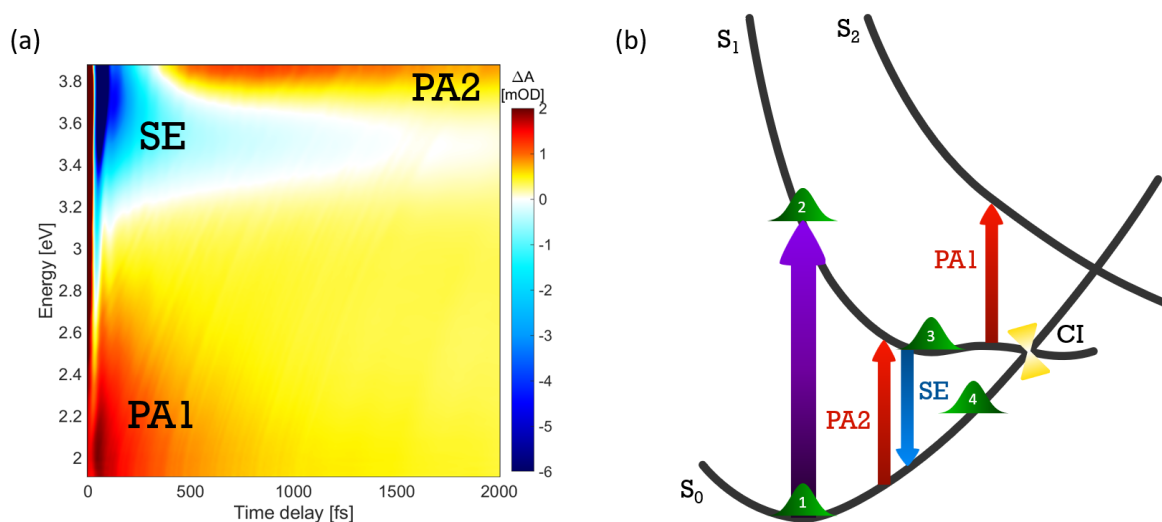 (a)
3.8
3.6
3.4
3.2
3
2.8
2.6
2.4
2.2
2
Energy [eV]
0
500
1000
1500
2000
Time delay [fs]
SE
PA1
PA2
ΔA
[mOD]
2
1
0
-1
-2
-3
-4
-5
-6
(b)
S1
S2
2
PA1
CI
3
SE
4
PA2
S0
1